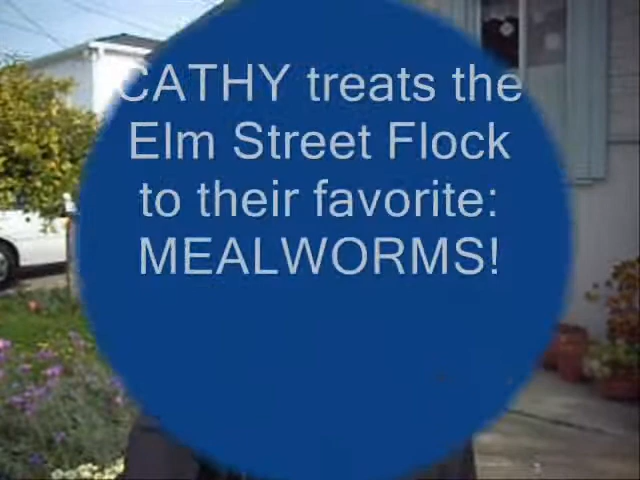 CATHY treats the
Elm Street Flock
to their favorite:
MEALWORMS!